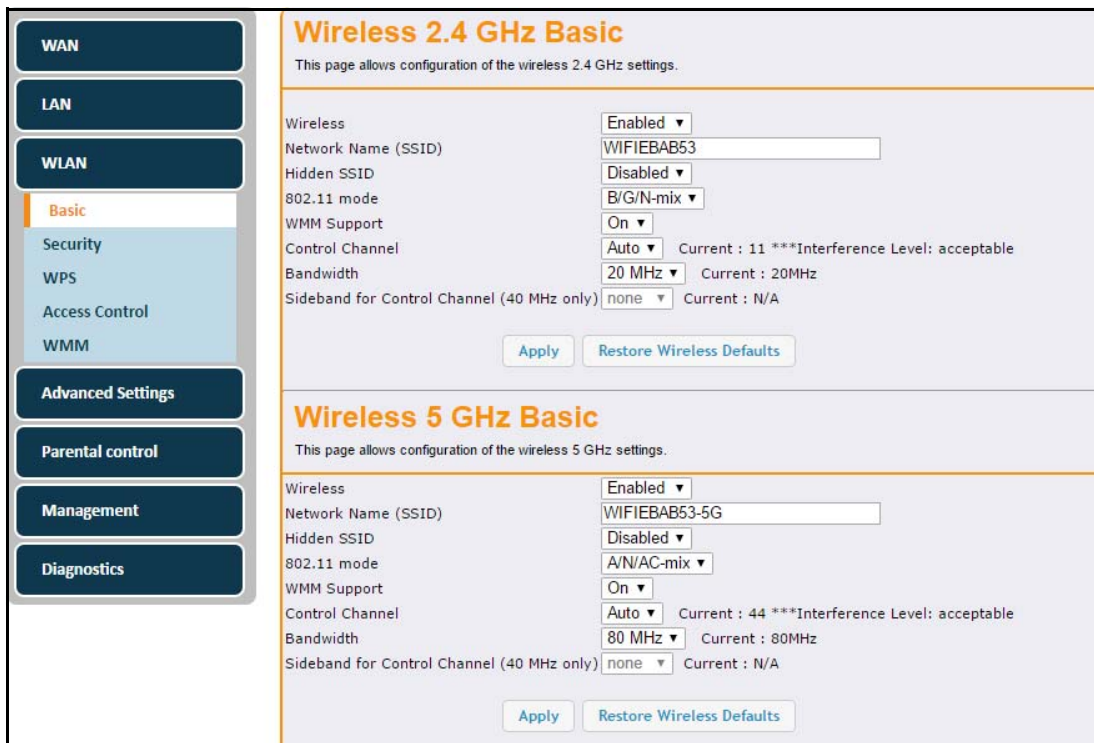 WAN
LAN
WLAN
Basic
Security
WPS
Access Control
WMM
Advanced Settings
Parental control
Management
Diagnostics
Wireless 2.4 GHz Basic
This page allows configuration of the wireless 2.4 GHz settings.
Wireless Enabled
Network Name (SSID) WIFIEBAB53
Hidden SSID Disabled
802.11 mode B/G/N-mix
WMM Support On
Control Channel Auto Current : 11 ***Interference Level: acceptable
Bandwidth 20 MHz Current : 20MHz
Sideband for Control Channel (40 MHz only) none Current : N/A
Apply Restore Wireless Defaults
Wireless 5 GHz Basic
This page allows configuration of the wireless 5 GHz settings.
Wireless Enabled
Network Name (SSID) WIFIEBAB53-5G
Hidden SSID Disabled
802.11 mode A/N/AC-mix
WMM Support On
Control Channel Auto Current : 44 ***Interference Level: acceptable
Bandwidth 80 MHz Current : 80MHz
Sideband for Control Channel (40 MHz only) none Current : N/A
Apply Restore Wireless Defaults